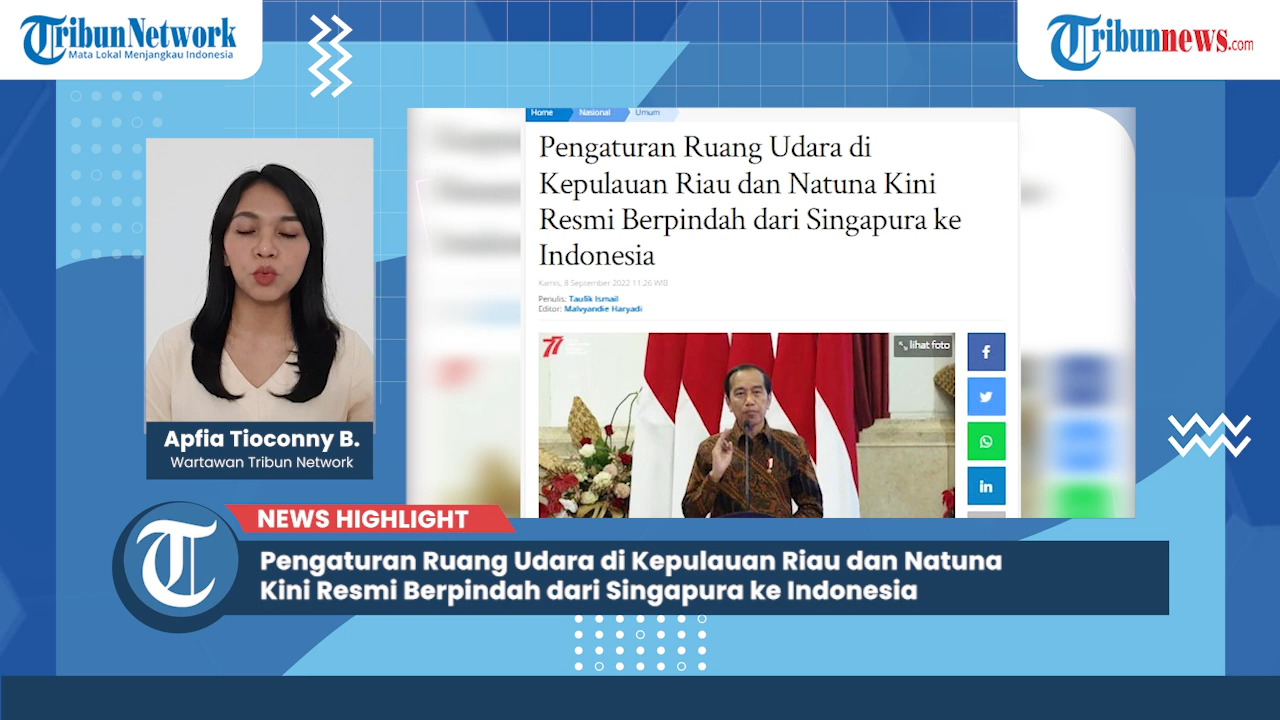 TribunNetwork
Mata Lokal Menjangkau Indonesia
Tribunnews.com
Home Nasional Umum
Pengaturan Ruang Udara di
Kepulauan Riau dan Natuna Kini
Resmi Berpindah dari Singapura ke
Indonesia
Kamis, 8 September 2022 11:26 WIB
Penulis: Taufik Ismail
Editor: Malvyandie Haryadi
77
lihat foto
f
in
Apfia Tioconny B.
Wartawan Tribun Network
NEWS HIGHLIGHT
T
Pengaturan Ruang Udara di Kepulauan Riau dan Natuna
Kini Resmi Berpindah dari Singapura ke Indonesia